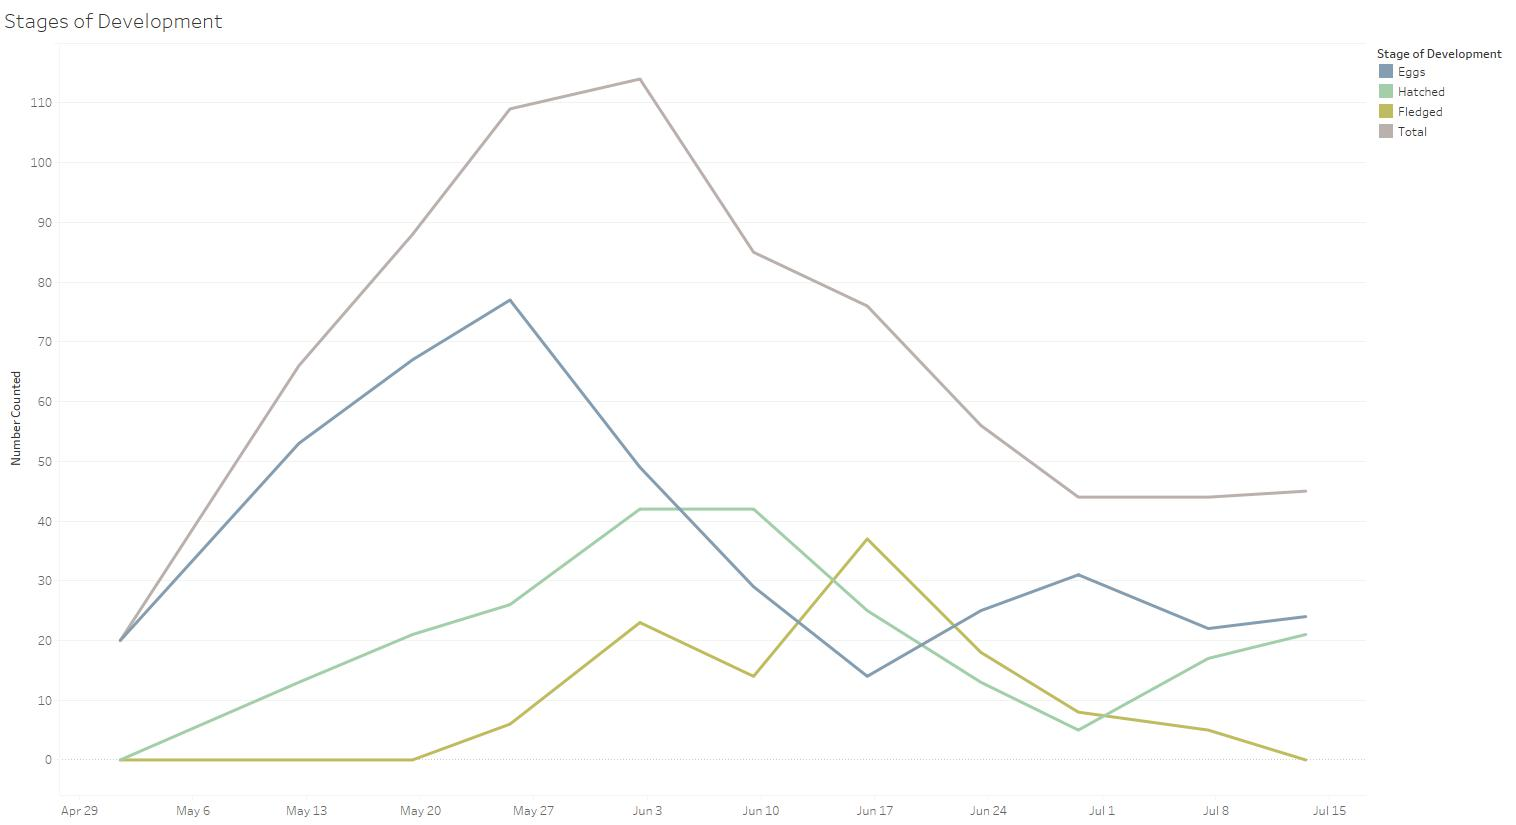 Stages of Development
Stage of Development
Eggs
Hatched
Fledged
Total
Number Counted
110
100
90
80
70
60
50
40
30
20
10
0
Apr 29 May 6 May 13 May 20 May 27 Jun 3 Jun 10 Jun 17 Jun 24 Jul 1 Jul 8 Jul 15